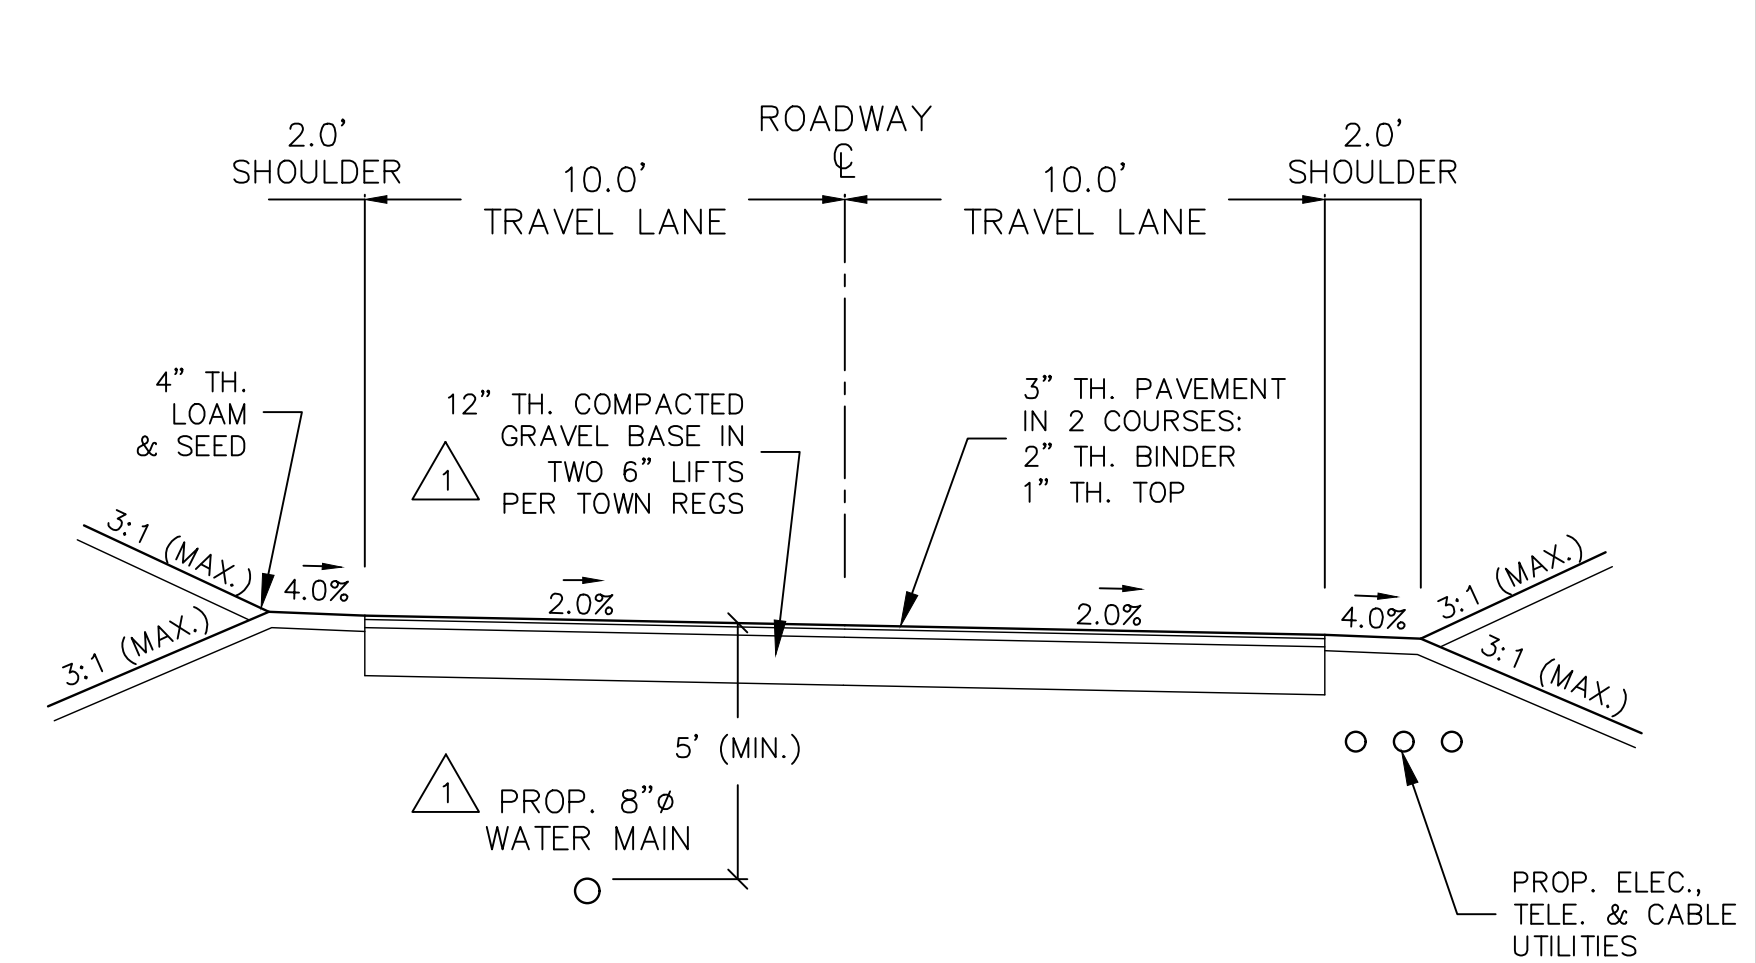 ROADWAY
℄
2.0'
SHOULDER
10.0'
TRAVEL LANE
10.0'
TRAVEL LANE
2.0'
SHOULDER
4" TH.
LOAM
& SEED
12" TH. COMPACTED
GRAVEL BASE IN
TWO 6" LIFTS
PER TOWN REGS
1
3" TH. PAVEMENT
IN 2 COURSES:
2" TH. BINDER
1" TH. TOP
3:1 (MAX.)
3:1 (MAX.)
4.0%
2.0%
2.0%
4.0%
3:1 (MAX.)
3:1 (MAX.)
5' (MIN.)
1
PROP. 8"⌀
WATER MAIN
PROP. ELEC.,
TELE. & CABLE
UTILITIES